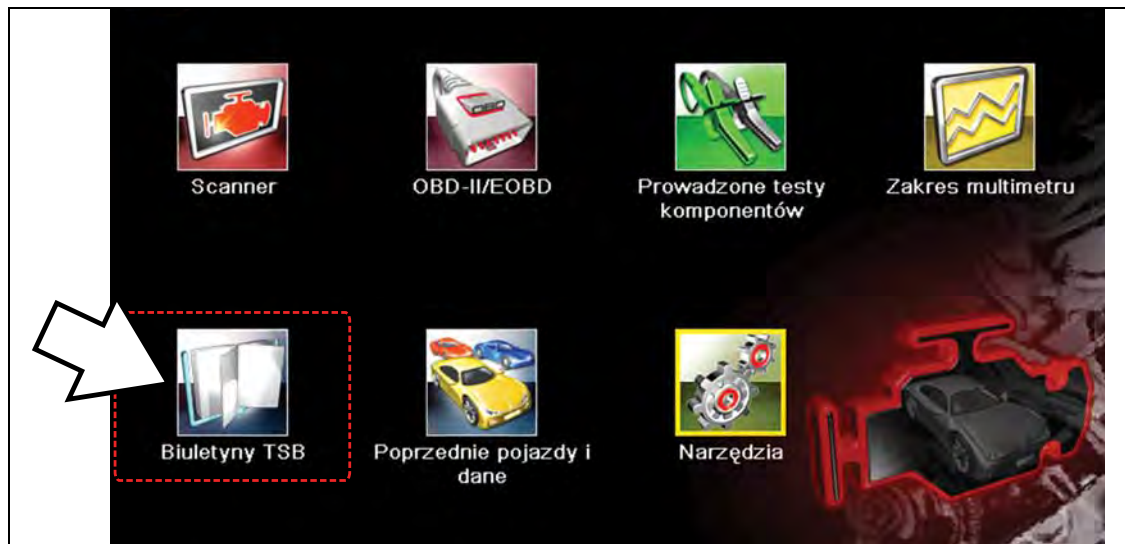 Scanner
OBD-II/EOBD
Prowadzone testy
komponentów
Zakres multimetru
Biuletyny TSB
Poprzednie pojazdy i
dane
Narzędzia